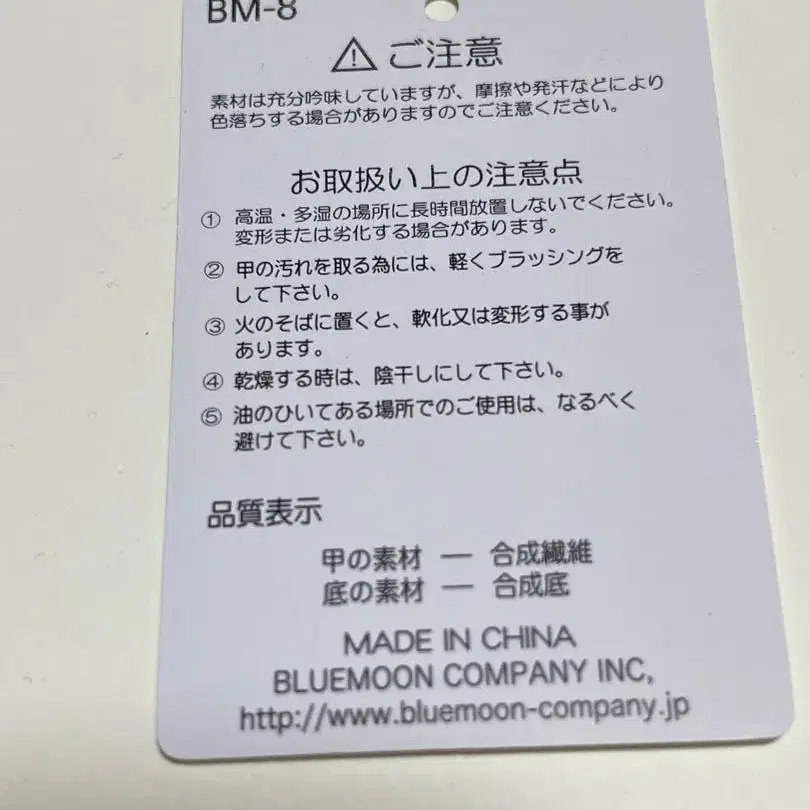 BM-8
⚠ ご注意
素材は充分吟味していますが、摩擦や発汗などにより
色落ちする場合がありますのでご注意ください。
お取扱い上の注意点
① 高温・多湿の場所に長時間放置しないでください。
変形または劣化する場合があります。
② 甲の汚れを取る為には、軽くブラッシングを
して下さい。
③ 火のそばに置くと、軟化又は変形する事が
あります。
④ 乾燥する時は、陰干しにして下さい。
⑤ 油のひいてある場所でのご使用は、なるべく
避けて下さい。
品質表示
甲の素材 ― 合成繊維
底の素材 ― 合成底
MADE IN CHINA
BLUEMOON COMPANY INC,
http://www.bluemoon-company.jp